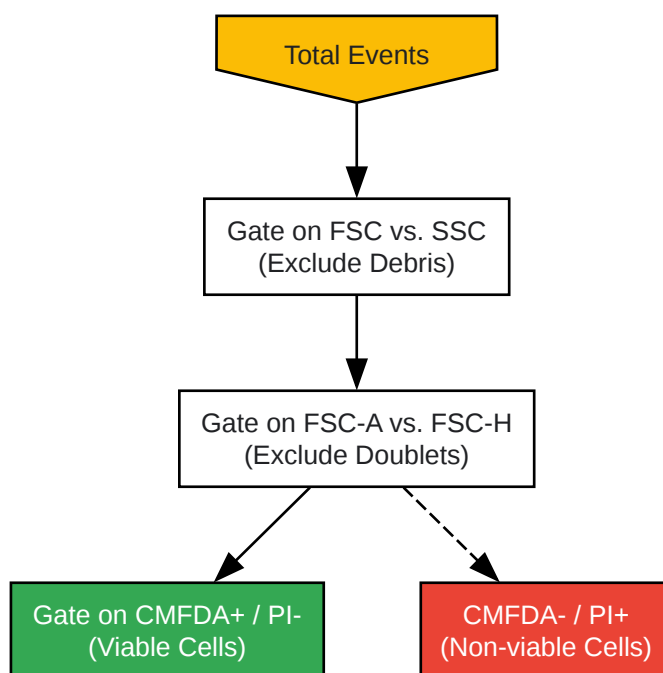 Total Events
Gate on FSC vs. SSC
(Exclude Debris)
Gate on FSC-A vs. FSC-H
(Exclude Doublets)
Gate on CMFDA+ / PI-
(Viable Cells)
CMFDA- / PI+
(Non-viable Cells)